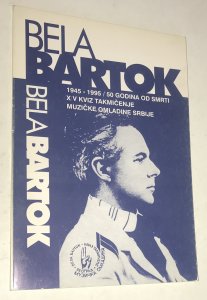 BELA
BARTOK
1945 - 1995 / 50 GODINA OD SMRTI
X V KVIZ TAKMIČENJE
MUZIČKE OMLADINE SRBIJE
BELA BARTOK